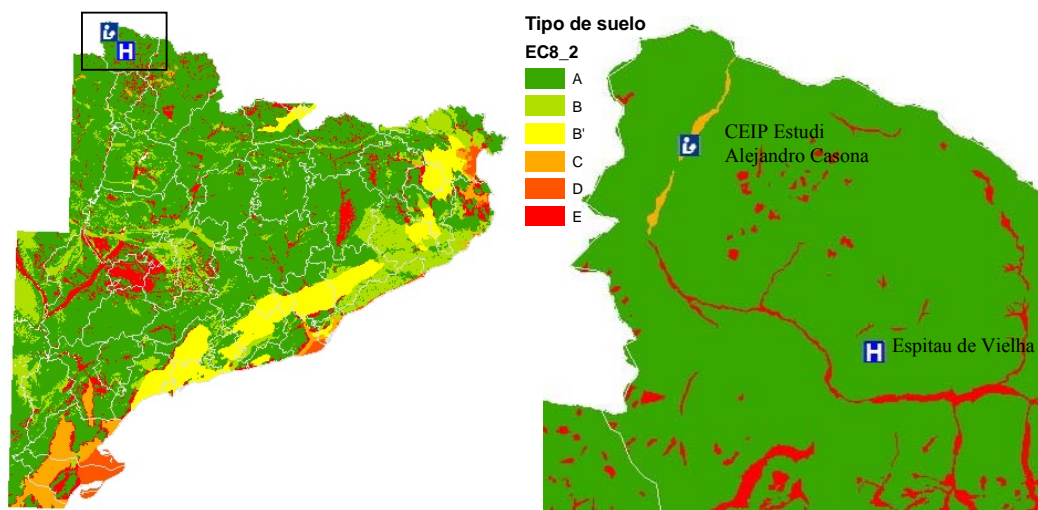 H
Tipo de suelo
EC8_2
A
B
B'
C
D
E
CEIP Estudi
Alejandro Casona
H
Espitau de Vielha